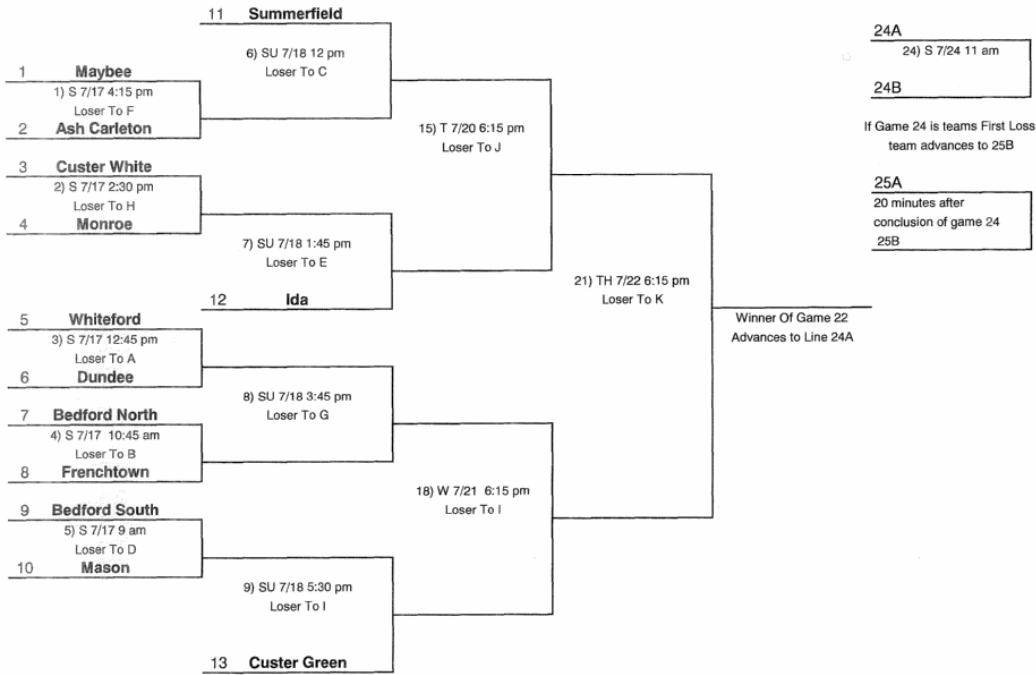 11 Summerfield
6) SU 7/18 12 pm
Loser To C
1 Maybee
1) S 7/17 4:15 pm
Loser To F
2 Ash Carleton
15) T 7/20 6:15 pm
Loser To J
3 Custer White
2) S 7/17 2:30 pm
Loser To H
4 Monroe
7) SU 7/18 1:45 pm
Loser To E
12 Ida
21) TH 7/22 6:15 pm
Loser To K
5 Whiteford
3) S 7/17 12:45 pm
Loser To A
6 Dundee
8) SU 7/18 3:45 pm
Loser To G
7 Bedford North
4) S 7/17 10:45 am
Loser To B
8 Frenchtown
18) W 7/21 6:15 pm
Loser To I
9 Bedford South
5) S 7/17 9 am
Loser To D
10 Mason
9) SU 7/18 5:30 pm
Loser To I
13 Custer Green
Winner Of Game 22
Advances to Line 24A
24A
24) S 7/24 11 am
24B
If Game 24 is teams First Loss
team advances to 25B
25A
20 minutes after
conclusion of game 24
25B